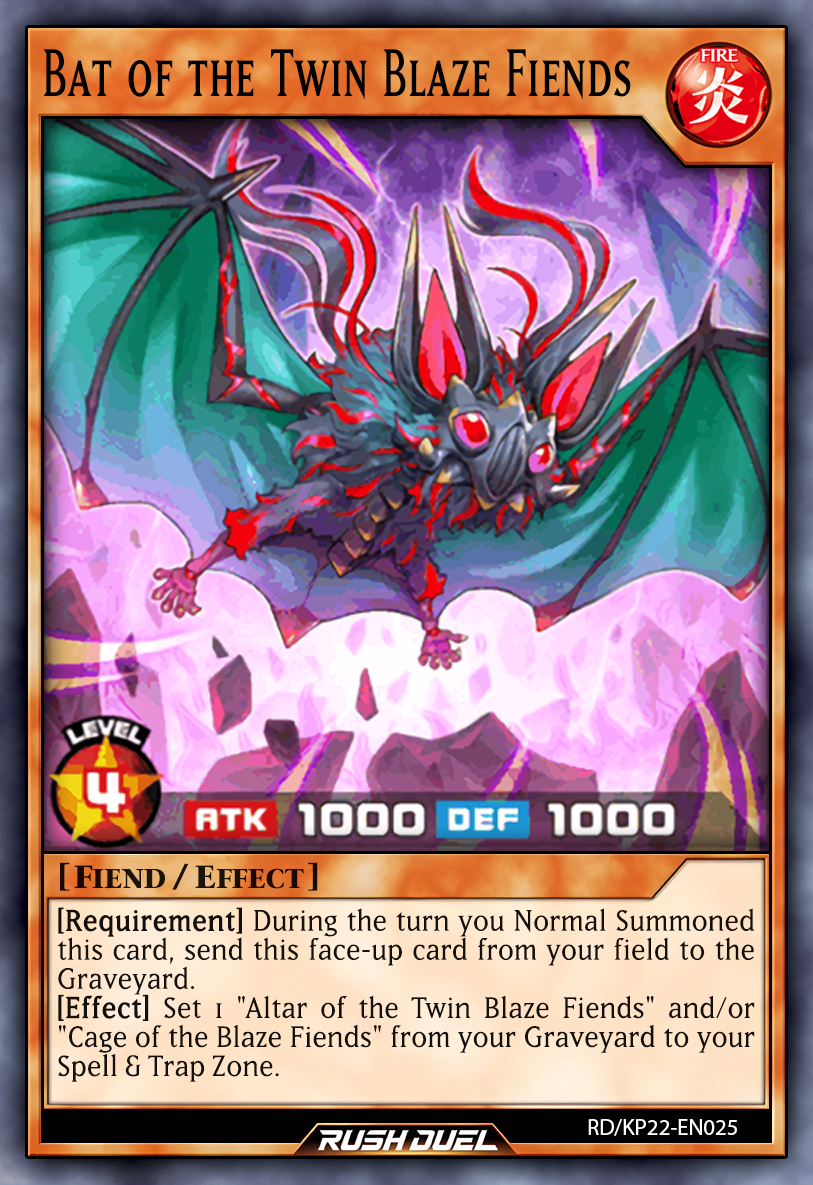 Bat of the Twin Blaze Fiends
FIRE
炎
LEVEL
4
ATK 1000 DEF 1000
[Fiend / Effect]
[Requirement] During the turn you Normal Summoned
this card, send this face-up card from your field to the
Graveyard.
[Effect] Set 1 "Altar of the Twin Blaze Fiends" and/or
"Cage of the Blaze Fiends" from your Graveyard to your
Spell & Trap Zone.
RD/KP22-EN025
RUSH DUEL